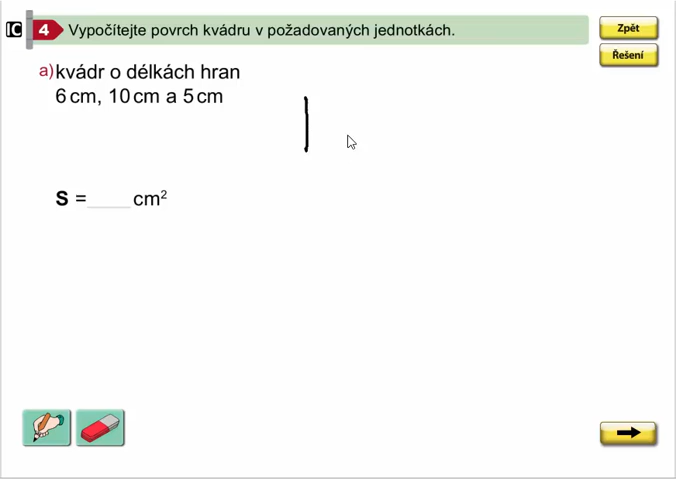 IC
4 Vypočítejte povrch kvádru v požadovaných jednotkách.
Zpět
Řešení
a) kvádr o délkách hran
6 cm, 10 cm a 5 cm
S = ____ cm²